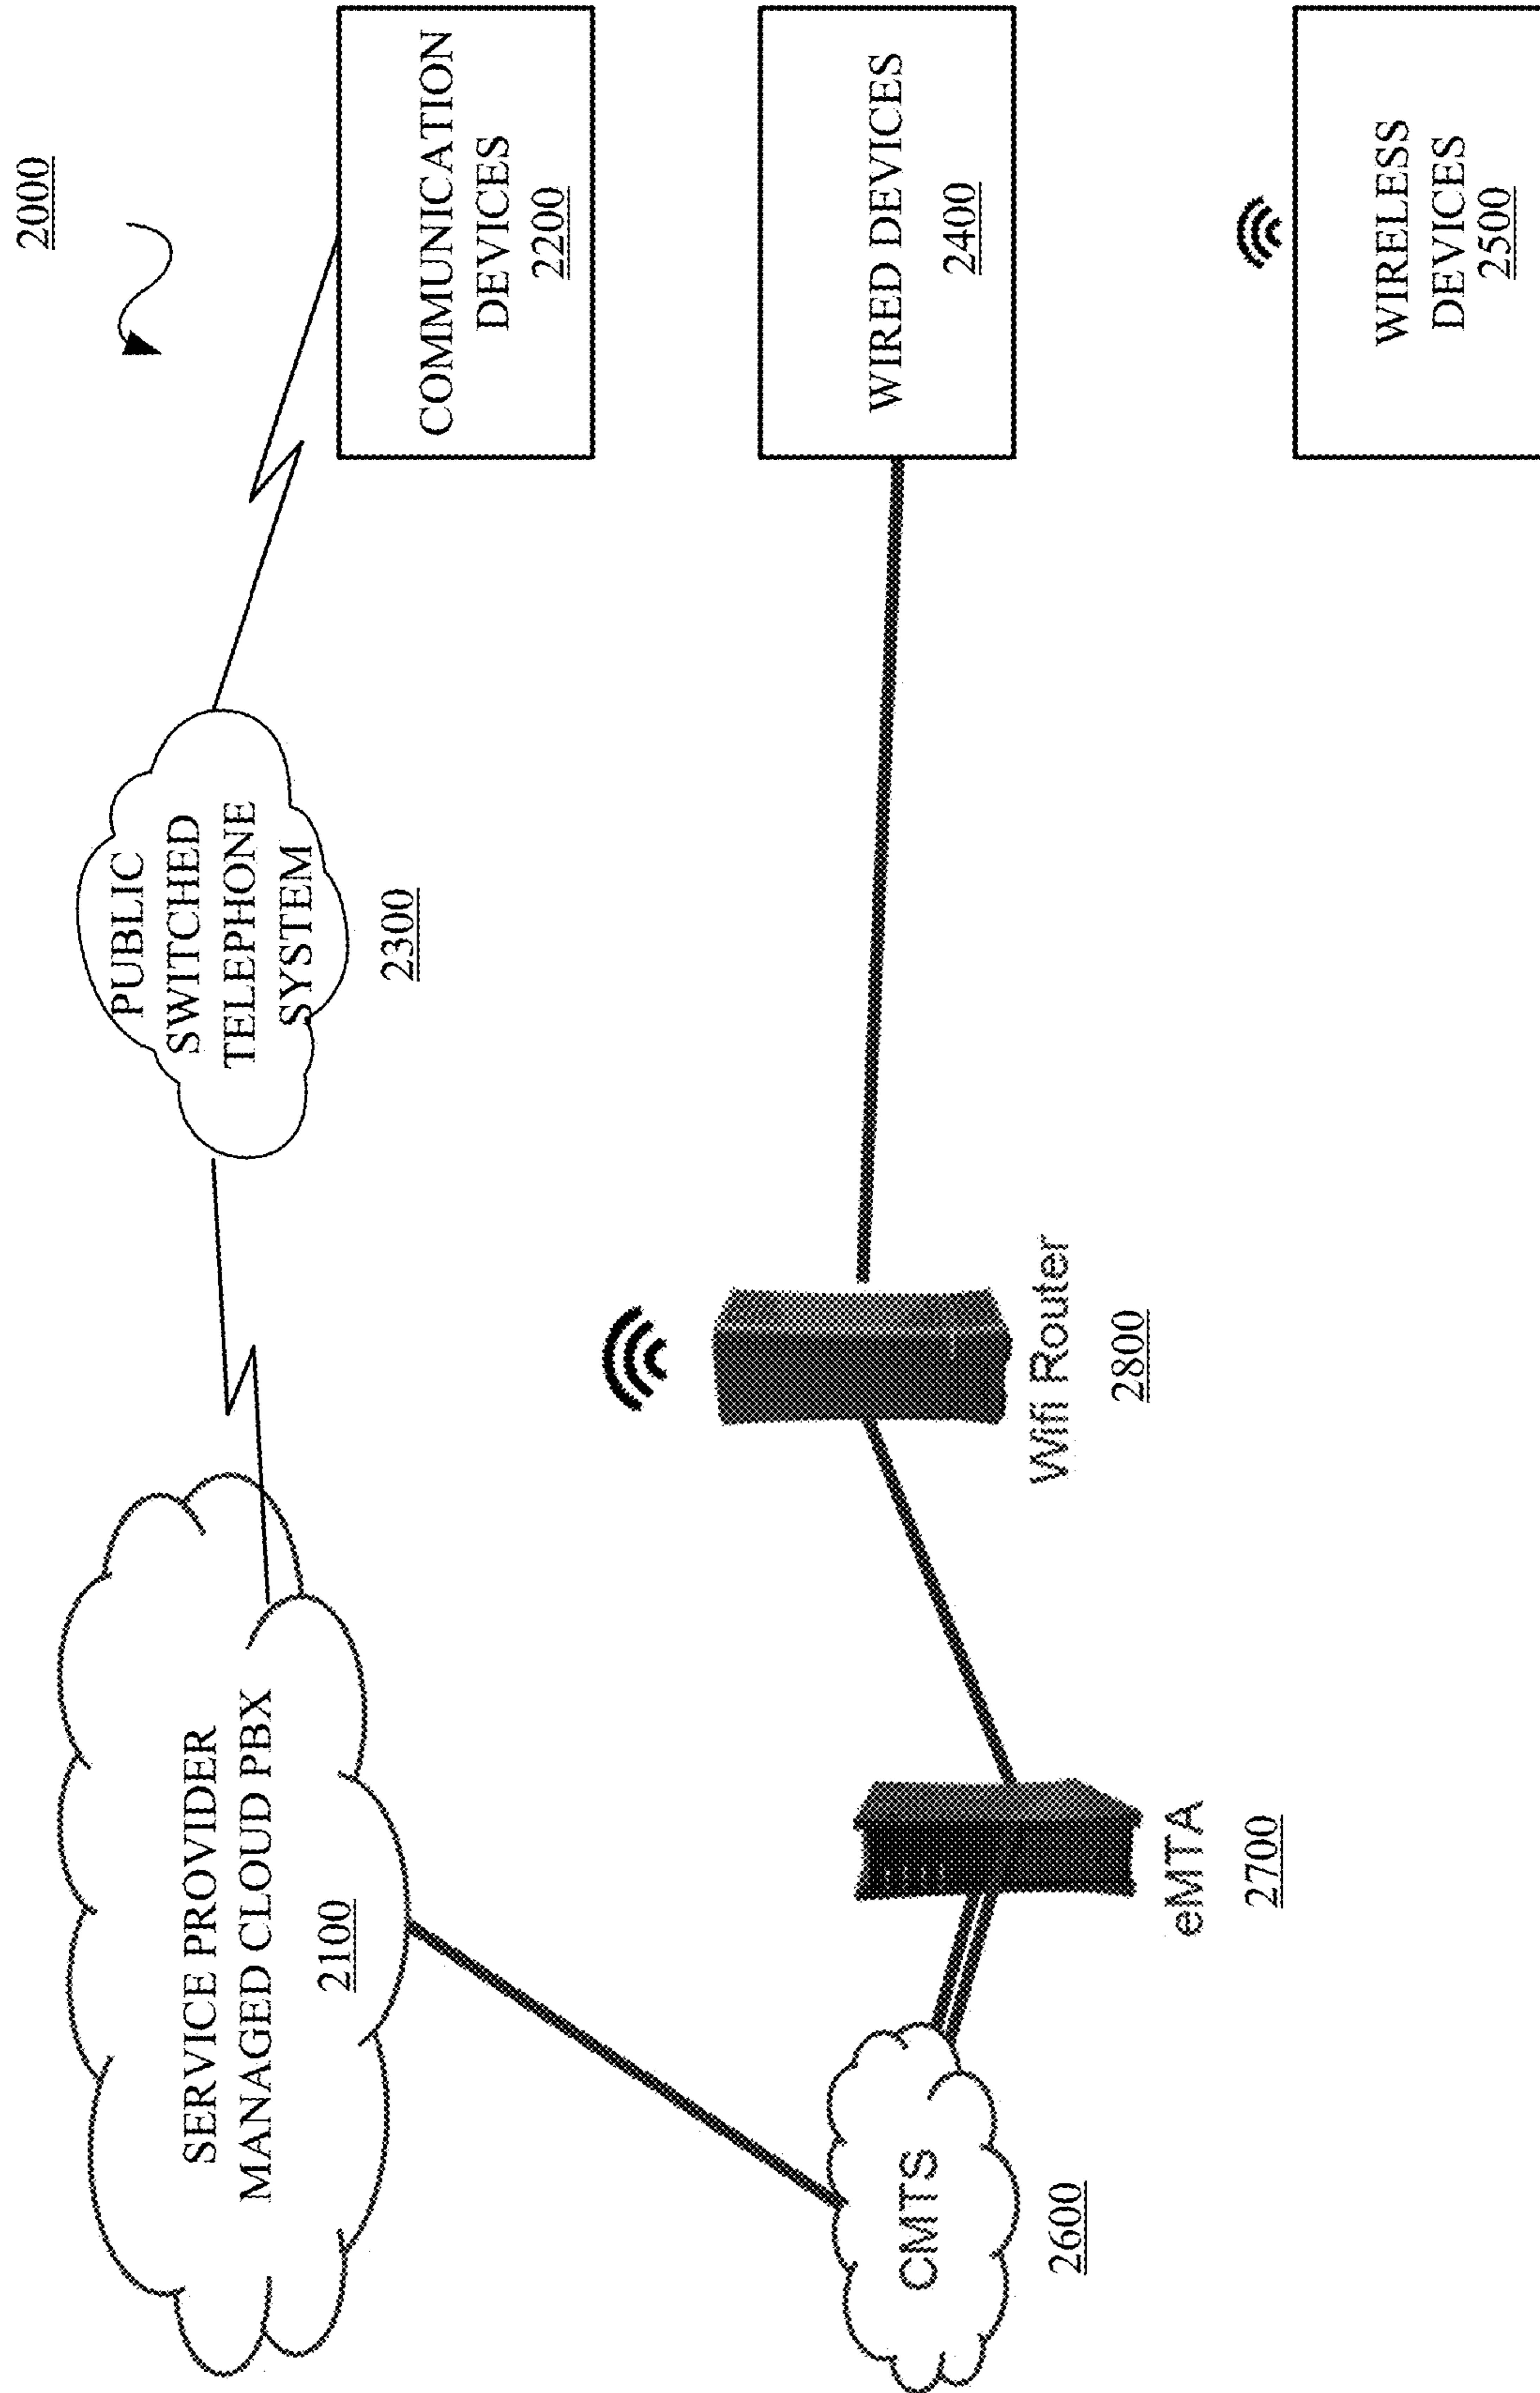 2000
SERVICE PROVIDER
MANAGED CLOUD PBX
2100
PUBLIC
SWITCHED
TELEPHONE
SYSTEM
2300
COMMUNICATION
DEVICES
2200
CMTS
2600
eMTA
2700
Wifi Router
2800
WIRED DEVICES
2400
WIRELESS
DEVICES
2500